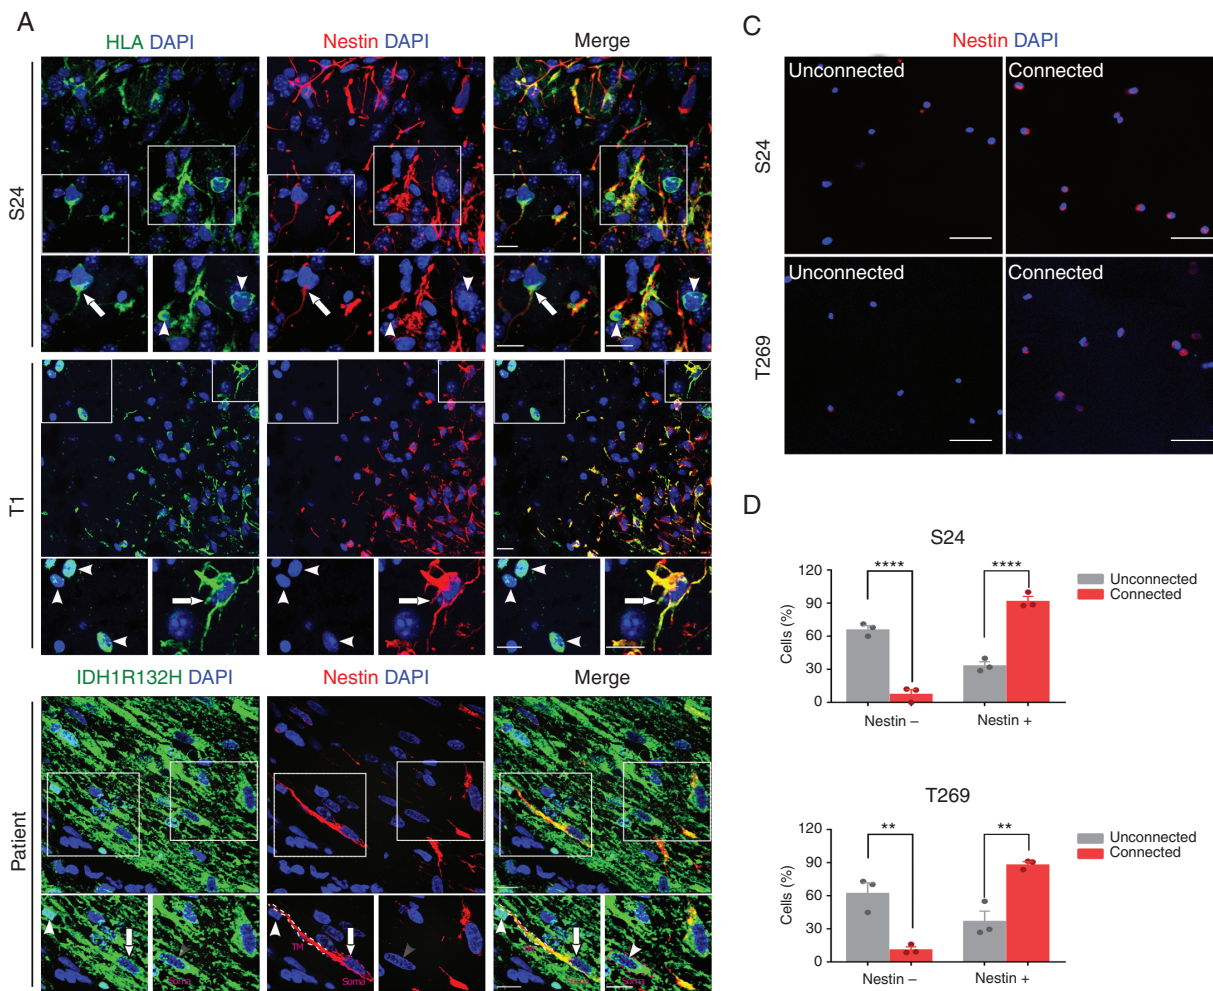 A
HLA DAPI
Nestin DAPI
Merge
S24
T1
IDH1R132H DAPI
Nestin DAPI
Merge
Patient
TM
Soma
Soma
C
Nestin DAPI
Unconnected
Connected
S24
Unconnected
Connected
T269
D
S24
120
90
60
30
0
Cells (%)
****
****
Unconnected
Connected
Nestin –
Nestin +
T269
120
90
60
30
0
Cells (%)
**
**
Unconnected
Connected
Nestin –
Nestin +